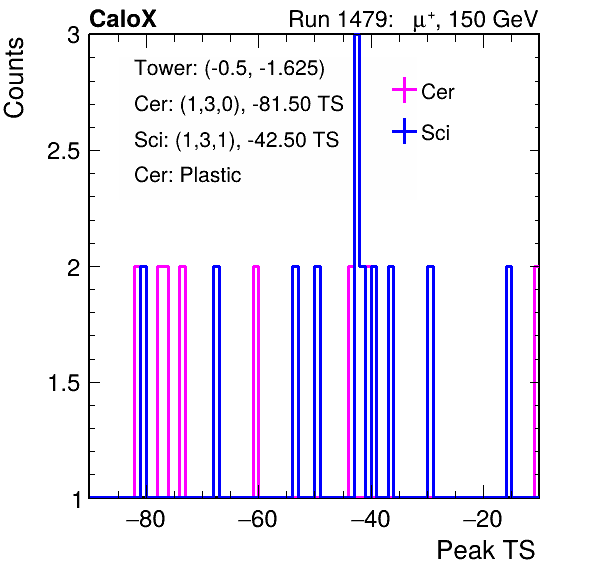 CaloX Run 1479: μ⁺, 150 GeV
Counts
Tower: (-0.5, -1.625)
Cer: (1,3,0), -81.50 TS
Sci: (1,3,1), -42.50 TS
Cer: Plastic
Cer
Sci
3
2.5
2
1.5
1
−80 −60 −40 −20
Peak TS